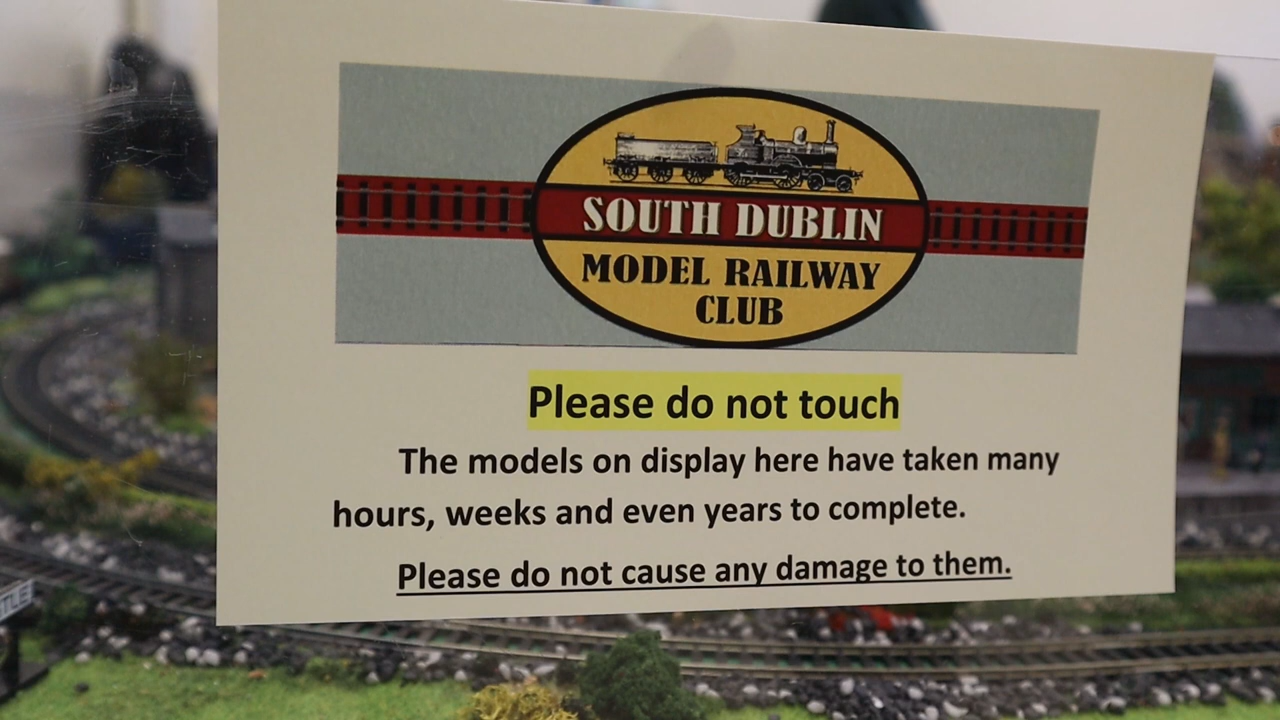 SOUTH DUBLIN
MODEL RAILWAY
CLUB
Please do not touch
The models on display here have taken many
hours, weeks and even years to complete.
Please do not cause any damage to them.